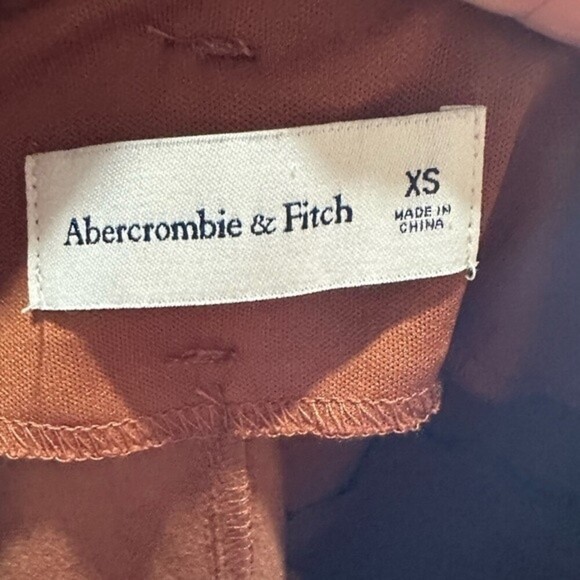 Abercrombie & Fitch
XS
MADE IN
CHINA